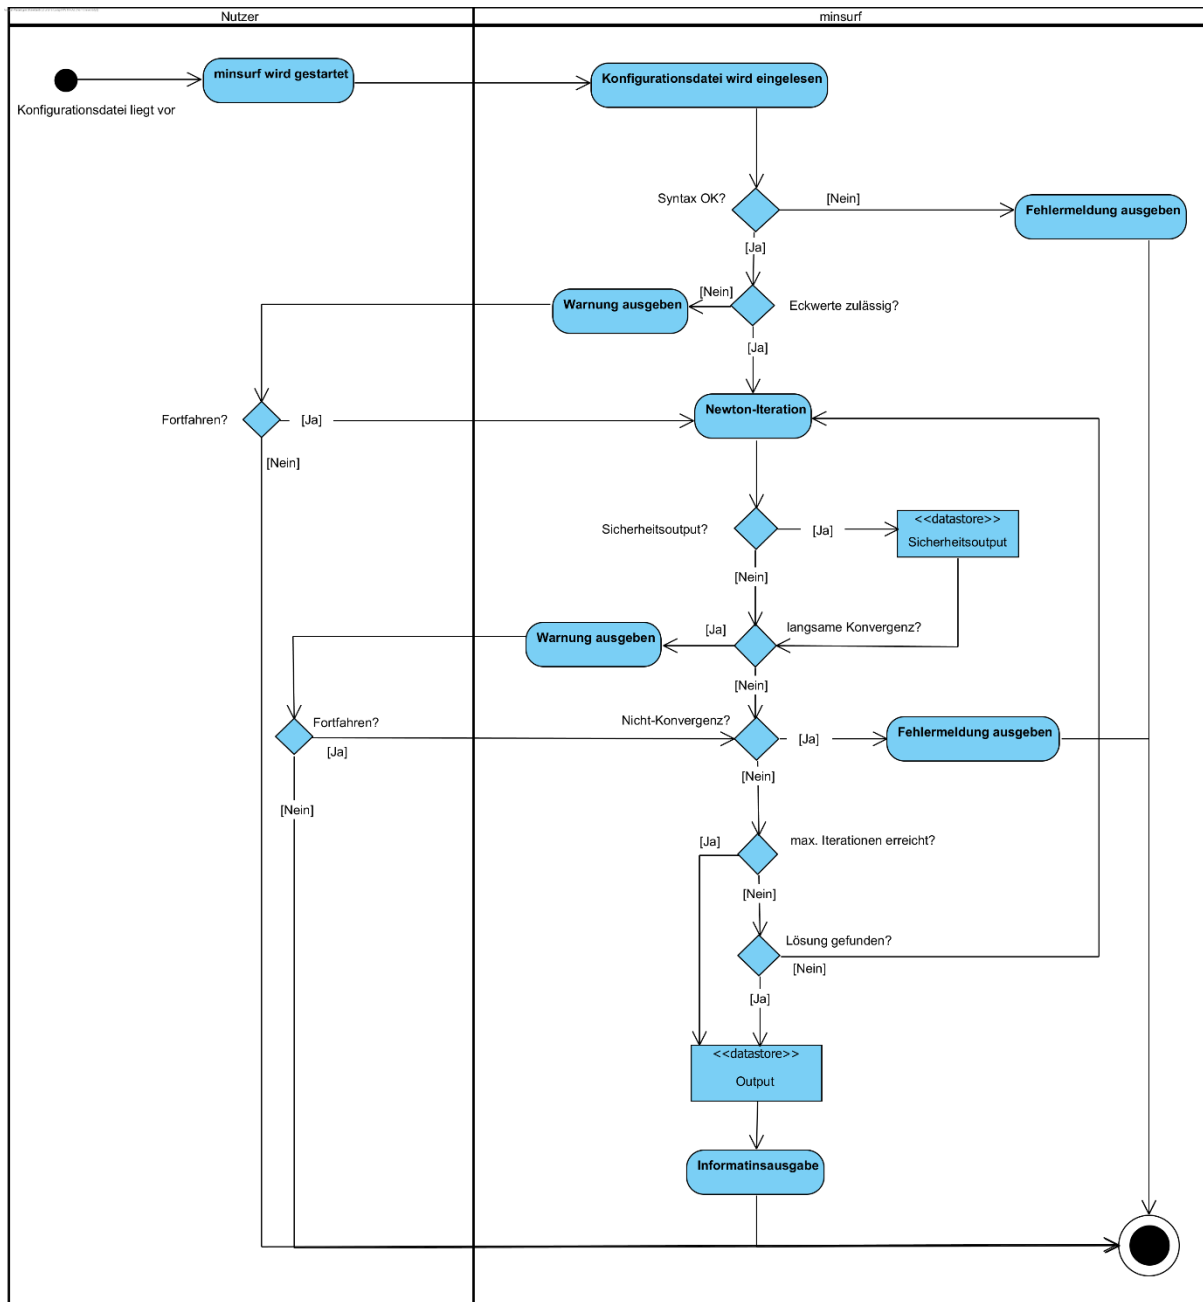 Nutzer
minsurf
minsurf wird gestartet
Konfigurationsdatei wird eingelesen
Konfigurationsdatei liegt vor
Syntax OK?
[Nein]
Fehlermeldung ausgeben
[Ja]
Warnung ausgeben
[Nein]
Eckwerte zulässig?
[Ja]
Newton-Iteration
Fortfahren?
[Ja]
[Nein]
Sicherheitsoutput?
[Ja]
<<datastore>>
Sicherheitsoutput
[Nein]
Warnung ausgeben
[Ja]
langsame Konvergenz?
[Nein]
Fortfahren?
[Ja]
Nicht-Konvergenz?
[Ja]
Fehlermeldung ausgeben
[Nein]
[Nein]
[Ja]
max. Iterationen erreicht?
[Nein]
Lösung gefunden?
[Nein]
[Ja]
<<datastore>>
Output
Informatinsausgabe